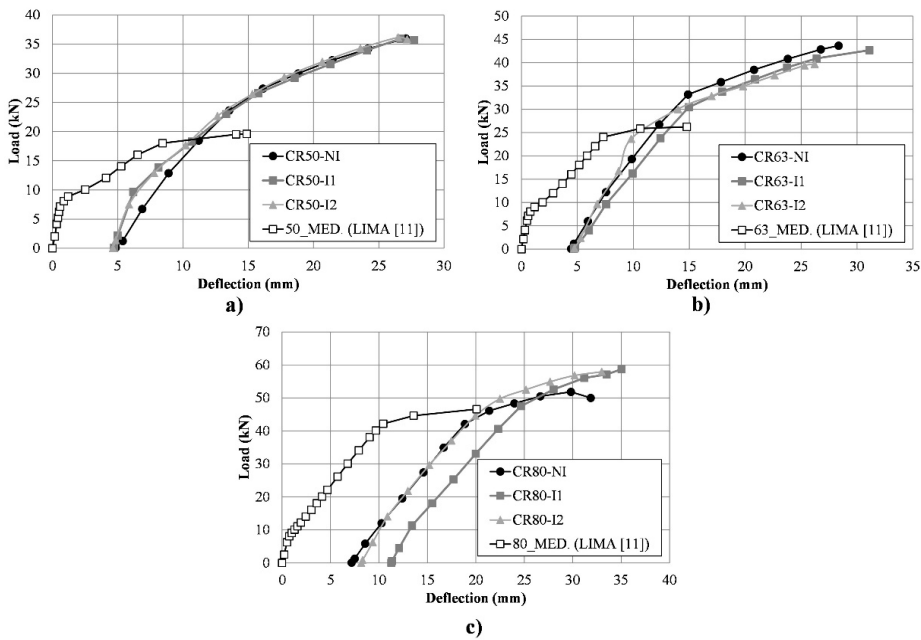 40
35
30
25
20
15
10
5
0
Load (kN)
0 5 10 15 20 25 30 35
Deflection (mm)
CR50-NI
CR50-I1
CR50-I2
50_MED. (LIMA [11])
a)
50
45
40
35
30
25
20
15
10
5
0
Load (kN)
0 5 10 15 20 25 30 35
Deflection (mm)
CR63-NI
CR63-I1
CR63-I2
63_MED. (LIMA [11])
b)
70
60
50
40
30
20
10
0
Load (kN)
0 5 10 15 20 25 30 35 40
Deflection (mm)
CR80-NI
CR80-I1
CR80-I2
80_MED. (LIMA [11])
c)